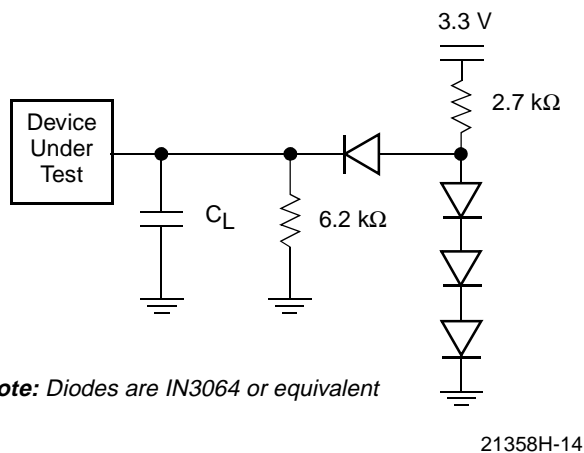 3.3 V
2.7 kΩ
Device
Under
Test
CL
6.2 kΩ
ote: Diodes are IN3064 or equivalent
21358H-14